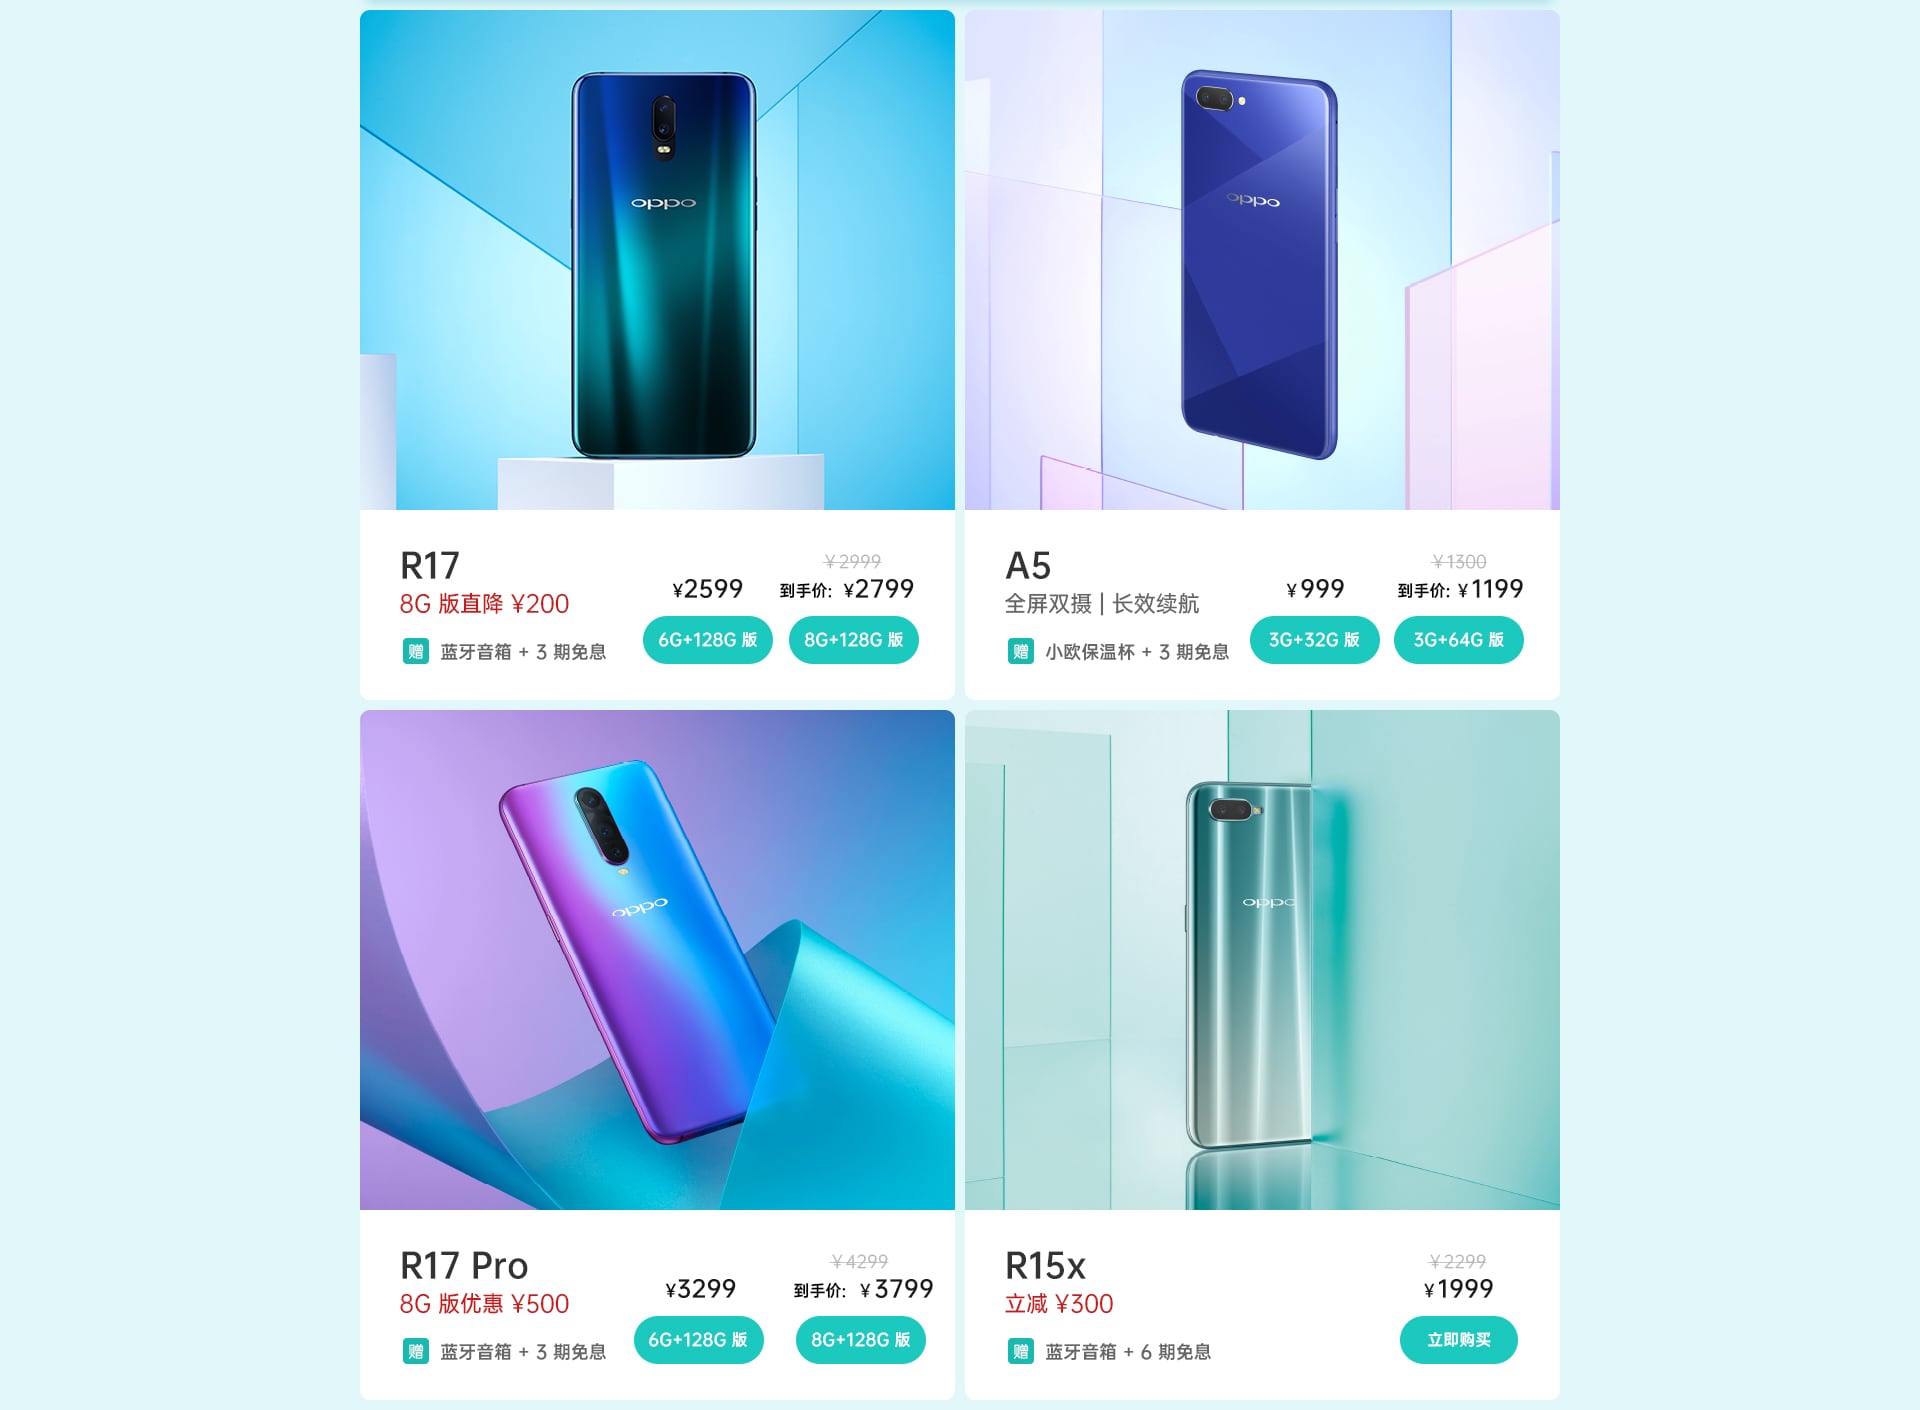 oppo
R17
8G 版直降 ¥200
赠 蓝牙音箱 + 3 期免息
¥2599
6G+128G 版
¥2999
到手价: ¥2799
8G+128G 版
oppo
A5
全屏双摄 | 长效续航
赠 小欧保温杯 + 3 期免息
¥999
3G+32G 版
¥1300
到手价: ¥1199
3G+64G 版
oppo
R17 Pro
8G 版优惠 ¥500
赠 蓝牙音箱 + 3 期免息
¥3299
6G+128G 版
¥4299
到手价: ¥3799
8G+128G 版
oppo
R15x
立减 ¥300
赠 蓝牙音箱 + 6 期免息
¥2299
¥1999
立即购买